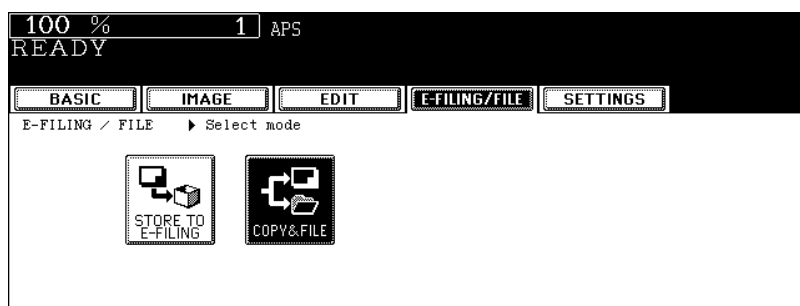 100 % 1 APS
READY
BASIC IMAGE EDIT E-FILING/FILE SETTINGS
E-FILING / FILE ▶ Select mode
STORE TO
E-FILING
COPY&FILE